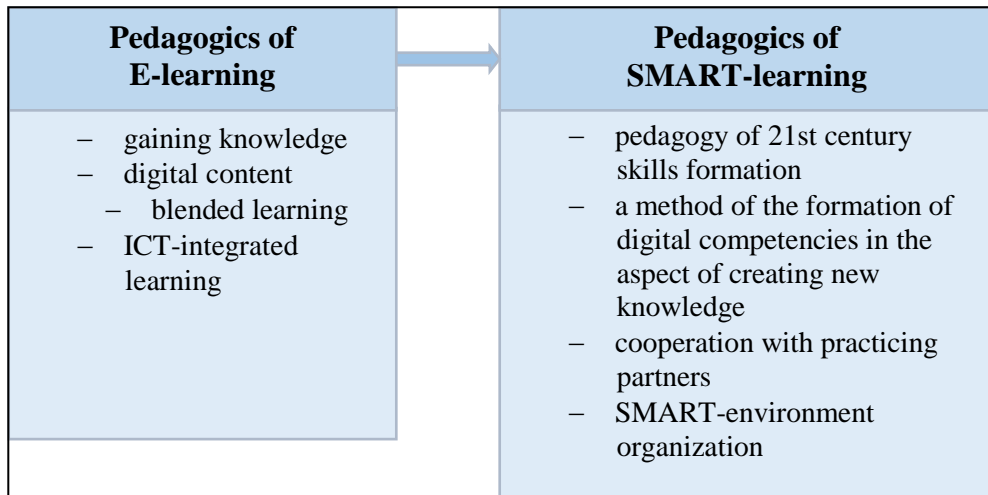 Pedagogics of
E-learning
– gaining knowledge
– digital content
– blended learning
– ICT-integrated
learning
Pedagogics of
SMART-learning
– pedagogy of 21st century
skills formation
– a method of the formation of
digital competencies in the
aspect of creating new
knowledge
– cooperation with practicing
partners
– SMART-environment
organization